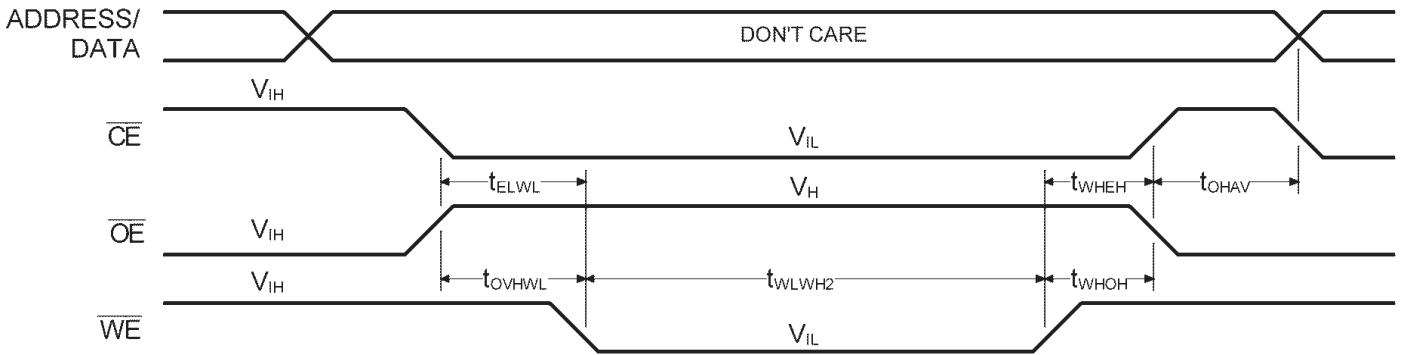 ADDRESS/
DATA
DON'T CARE
VIH
CE
VIL
tELWL
VH
tWHEH
tOHAV
OE
VIH
tOVHWL
tWLWH2
tWHOH
VIH
WE
VIL